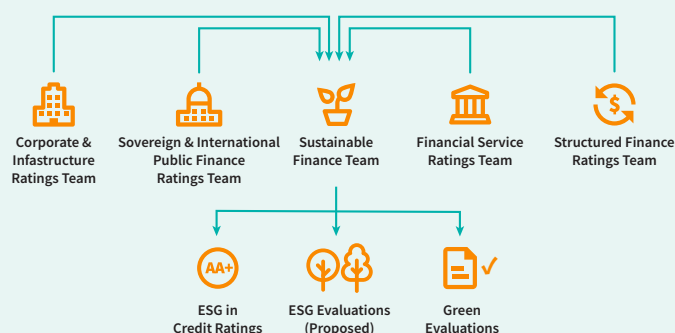 $
Corporate &
Infastructure
Ratings Team
Sovereign & International
Public Finance
Ratings Team
Sustainable
Finance Team
Financial Service
Ratings Team
Structured Finance
Ratings Team
AA+
ESG in
Credit Ratings
ESG Evaluations
(Proposed)
Green
Evaluations